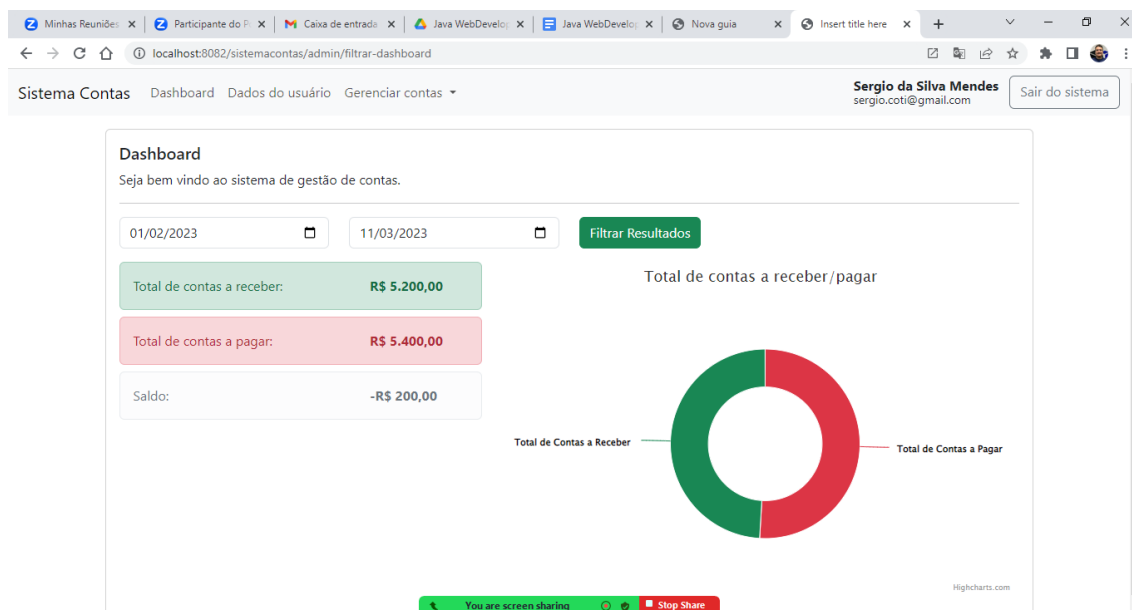 Minhas Reuniões
Participante do P
Caixa de entrada
Java WebDevelop
Java WebDevelop
Nova guia
Insert title here
localhost:8082/sistemacontas/admin/filtrar-dashboard
Sistema Contas Dashboard Dados do usuário Gerenciar contas
Sergio da Silva Mendes
sergio.coti@gmail.com
Sair do sistema
Dashboard
Seja bem vindo ao sistema de gestão de contas.
01/02/2023 11/03/2023 Filtrar Resultados
Total de contas a receber: R$ 5.200,00
Total de contas a pagar: R$ 5.400,00
Saldo: -R$ 200,00
Total de contas a receber/pagar
Total de Contas a Receber
Total de Contas a Pagar
Highcharts.com
You are screen sharing Stop Share